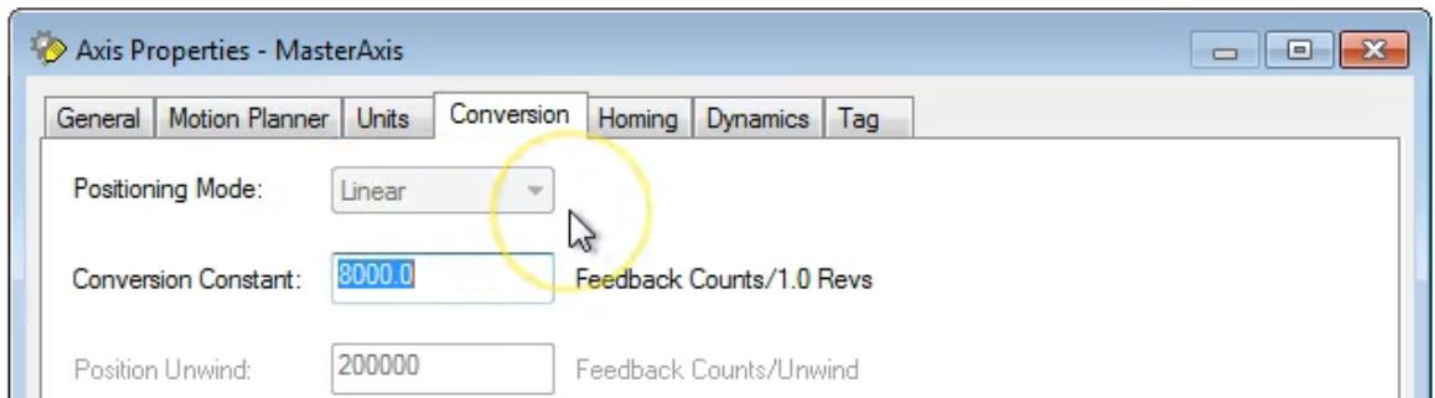 Axis Properties - MasterAxis
General Motion Planner Units Conversion Homing Dynamics Tag
Positioning Mode: Linear
Conversion Constant: 8000.0 Feedback Counts/1.0 Revs
Position Unwind: 200000 Feedback Counts/Unwind